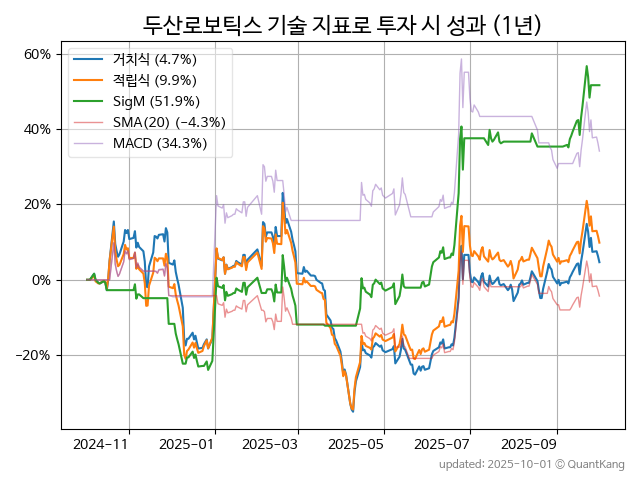 두산로보틱스 기술 지표로 투자 시 성과 (1년)
60%
40%
20%
0%
−20%
거치식 (4.7%)
적립식 (9.9%)
SigM (51.9%)
SMA(20) (−4.3%)
MACD (34.3%)
2024-11
2025-01
2025-03
2025-05
2025-07
2025-09
updated: 2025-10-01 © QuantKang